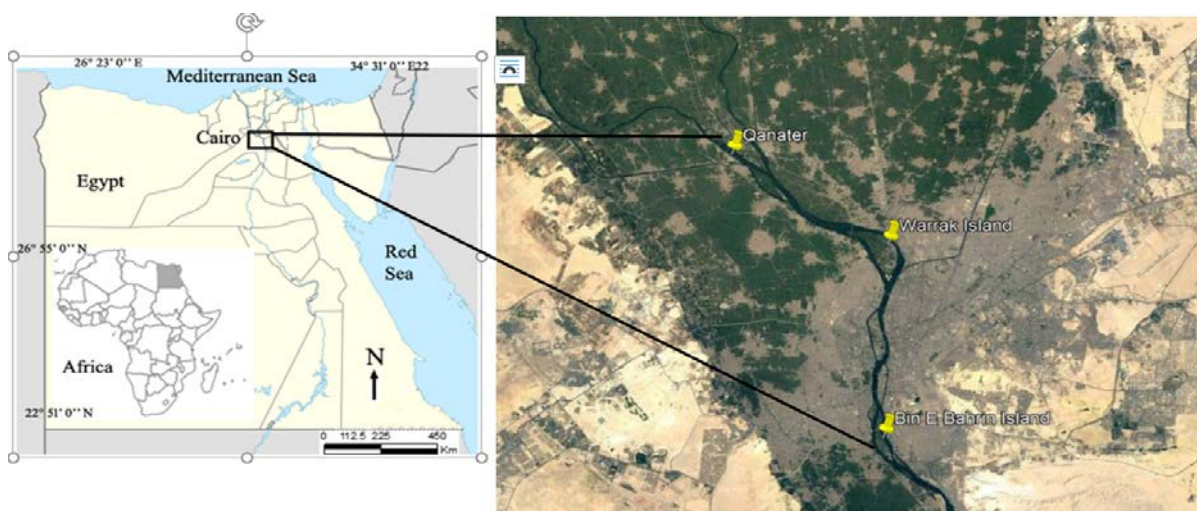 26 23 0'' E
34° 31 0'' E22
Mediterranean Sea
Cairo
Egypt
26° 55 0'' N
Red
Sea
Africa
N
22° 51 0'' N
0 112.5 225 450
Km
Qanater
Warrak Island
Bin E-Bahrin Island